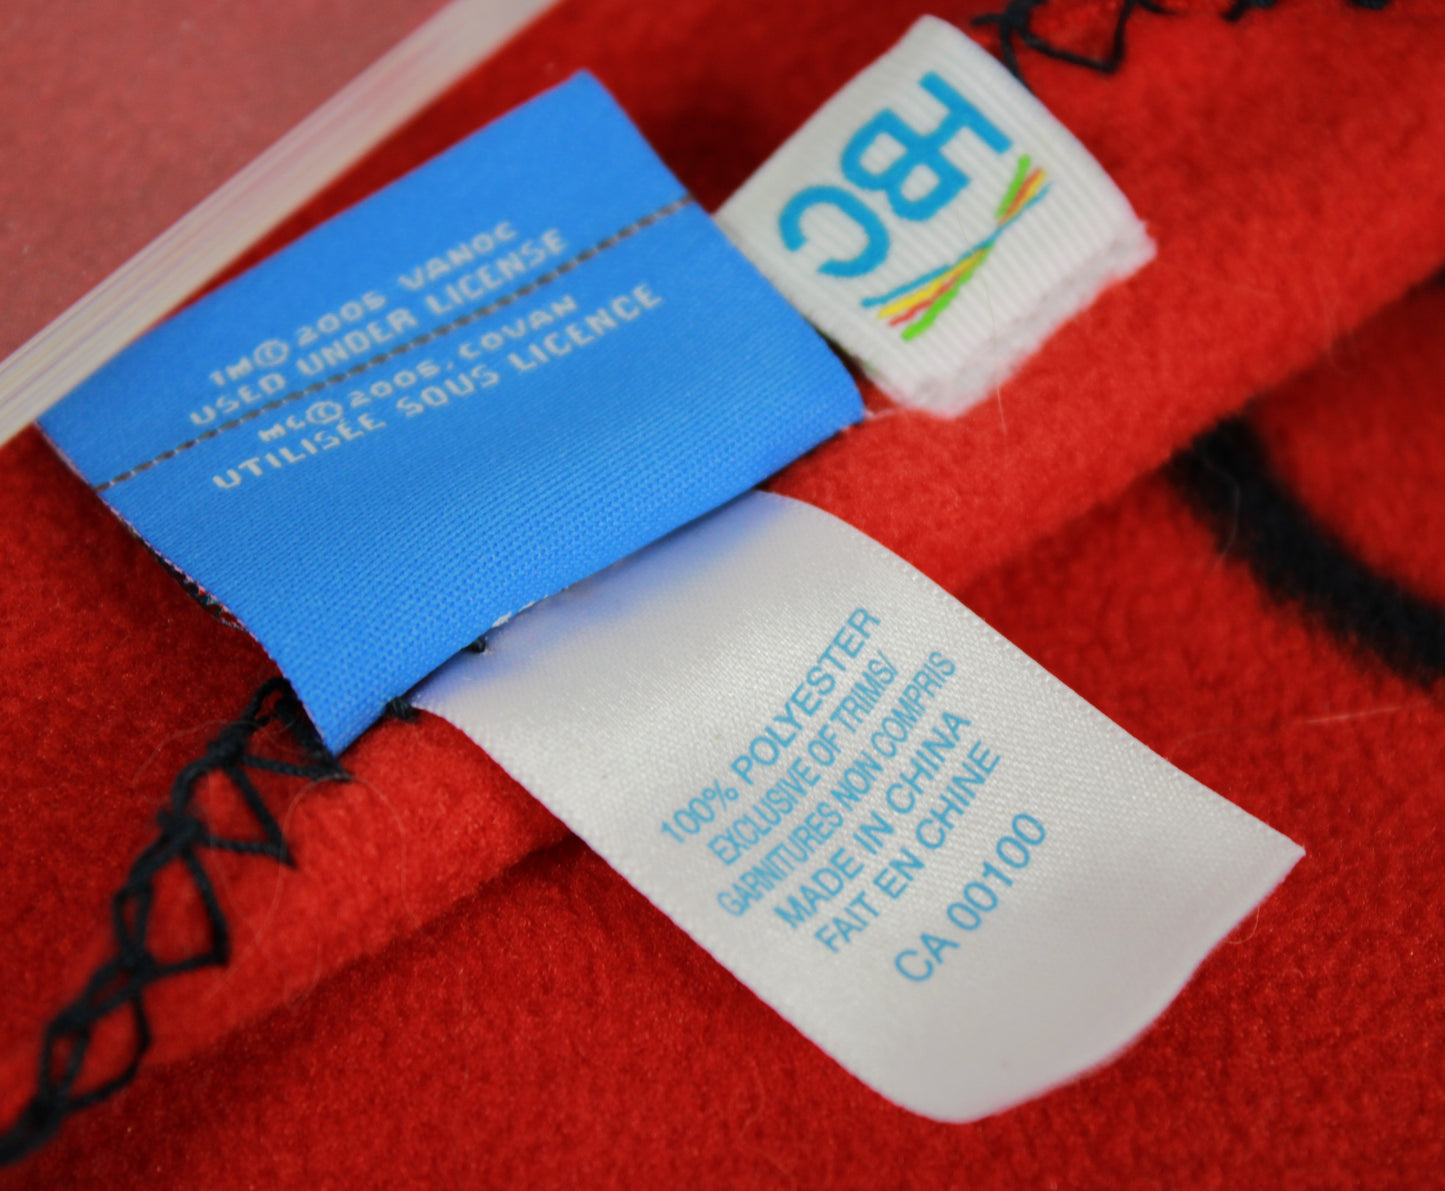 HBC
TM© 2005 VANOC
USED UNDER LICENSE
MC© 2005, COVAN
UTILISÉE SOUS LICENCE
100% POLYESTER
EXCLUSIVE OF TRIMS/
GARNITURES NON COMPRIS
MADE IN CHINA
FAIT EN CHINE
CA 00100